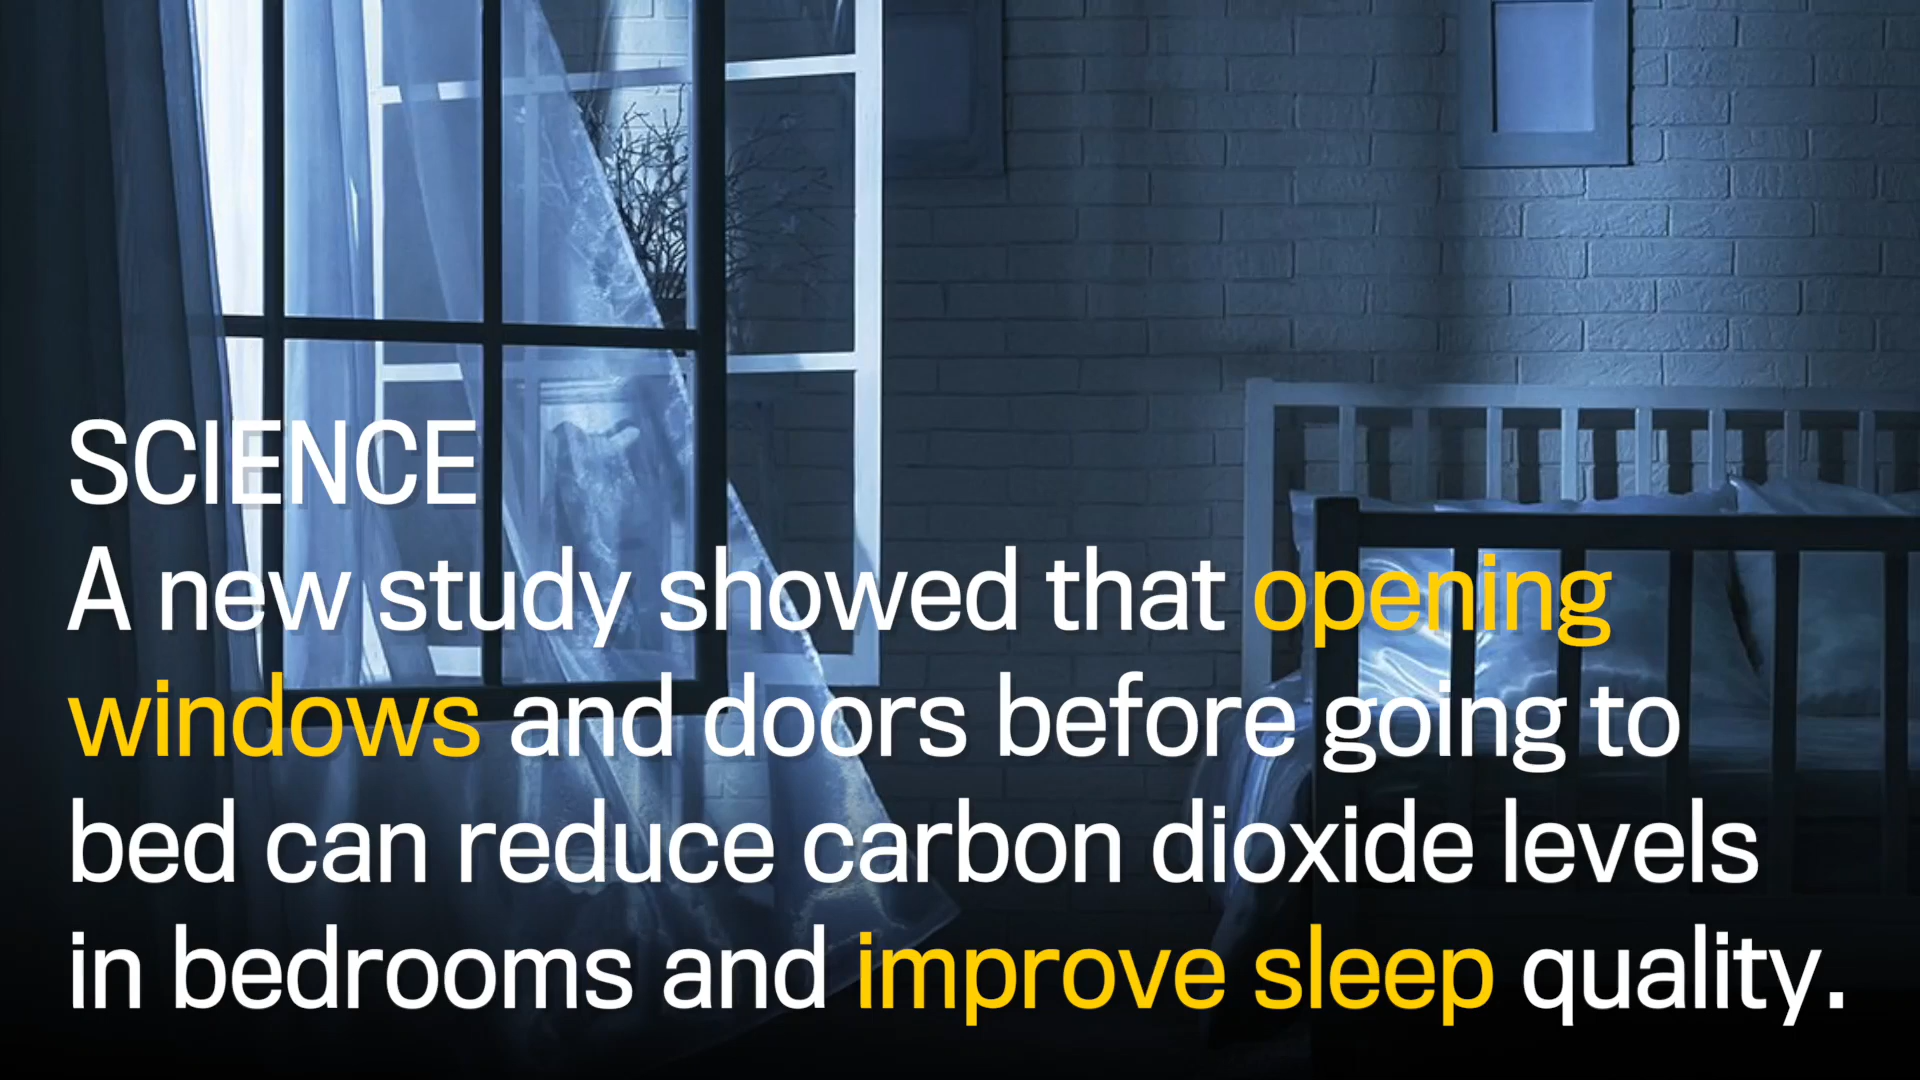 SCIENCE
A new study showed that opening
windows and doors before going to
bed can reduce carbon dioxide levels
in bedrooms and improve sleep quality.